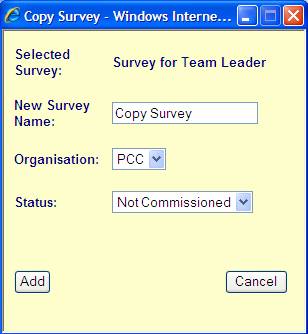 Copy Survey - Windows Interne...
Selected Survey for Team Leader
Survey:
New Survey
Name: Copy Survey
Organisation: PCC
Status: Not Commissioned
Add Cancel